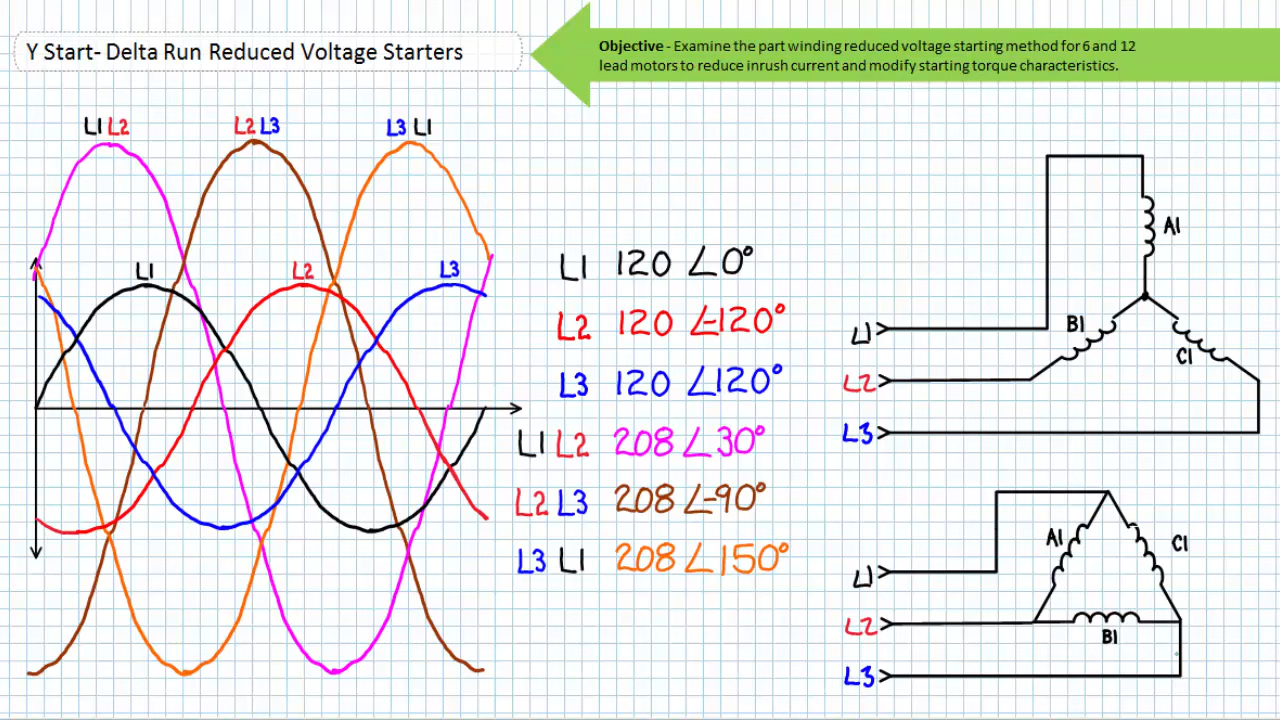 Y Start- Delta Run Reduced Voltage Starters
Objective - Examine the part winding reduced voltage starting method for 6 and 12
lead motors to reduce inrush current and modify starting torque characteristics.
L1 L2
L2 L3
L3 L1
L1
L2
L3
L1 120 ∠0°
L2 120 ∠-120°
L3 120 ∠120°
L1 L2 208 ∠30°
L2 L3 208 ∠-90°
L3 L1 208 ∠150°
A1
B1
C1
L1
L2
L3
A1
C1
B1
L1
L2
L3